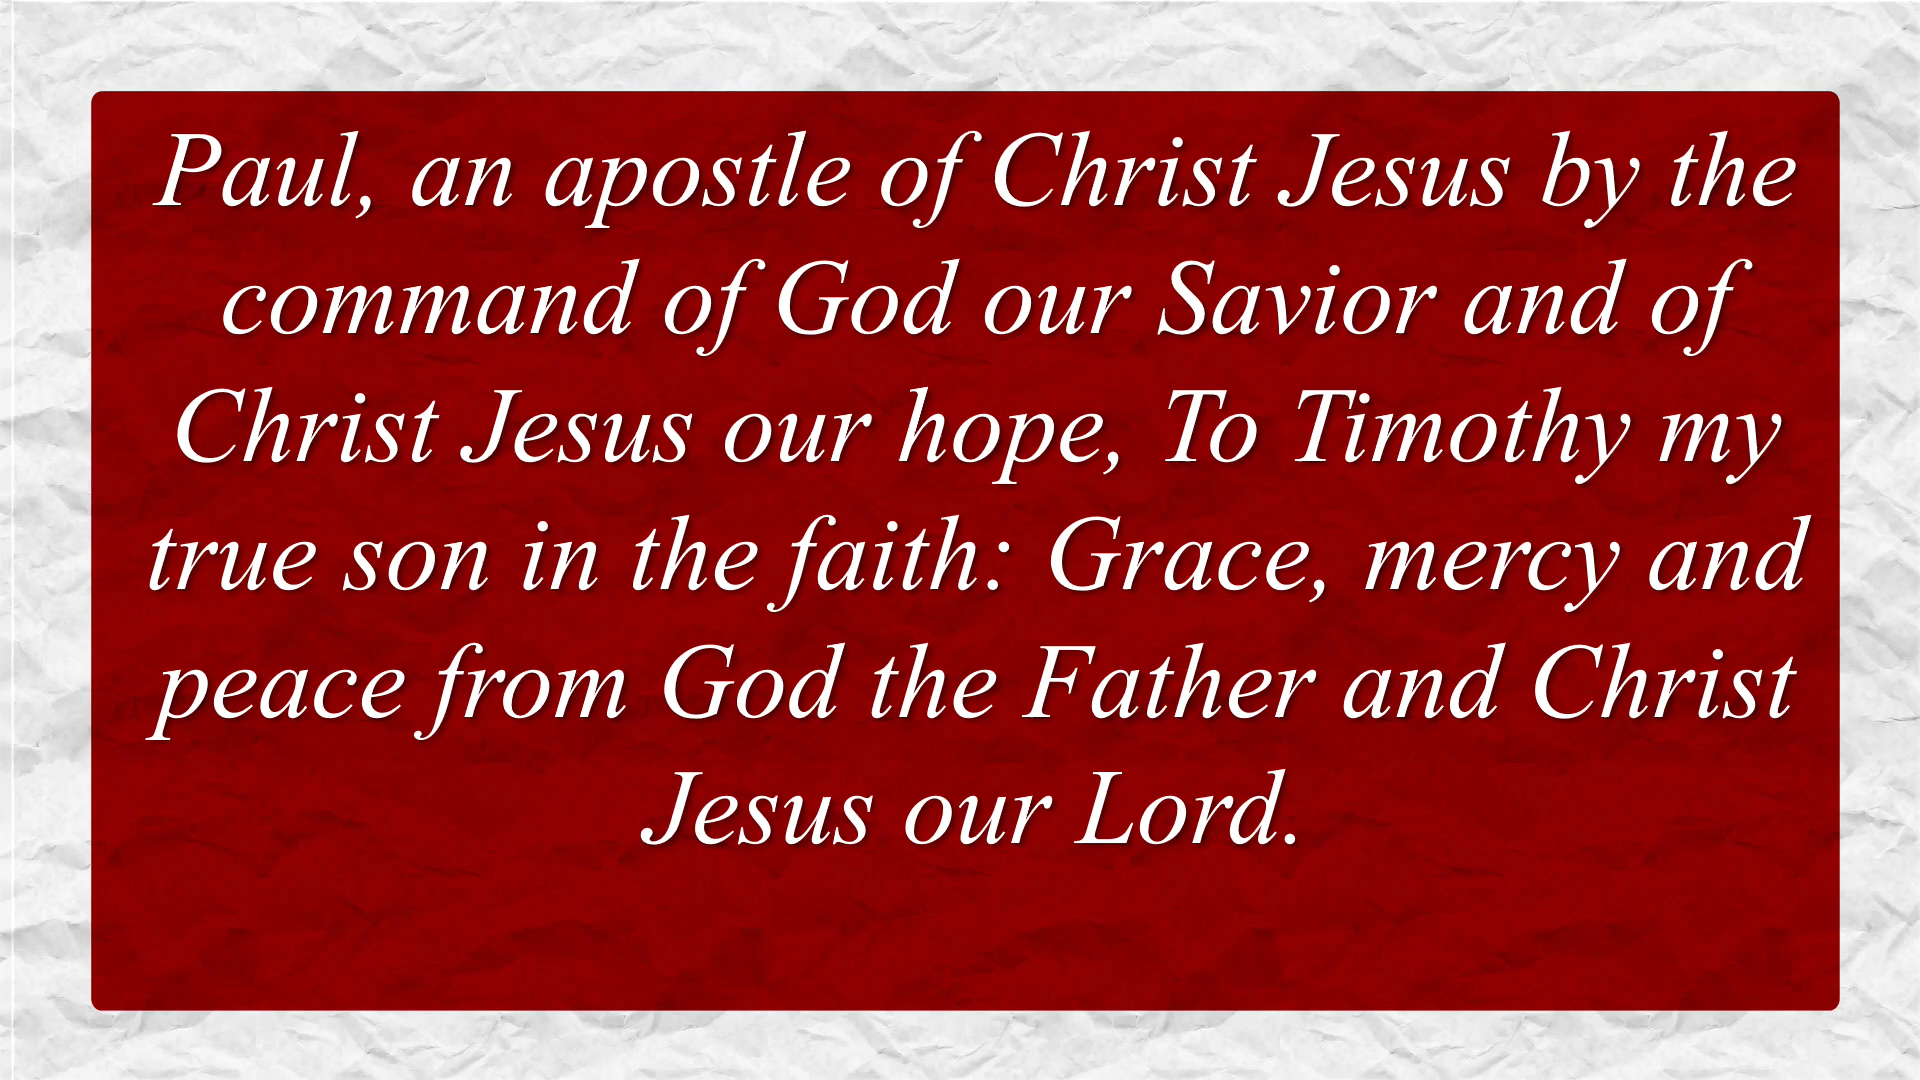 Paul, an apostle of Christ Jesus by the
command of God our Savior and of
Christ Jesus our hope, To Timothy my
true son in the faith: Grace, mercy and
peace from God the Father and Christ
Jesus our Lord.